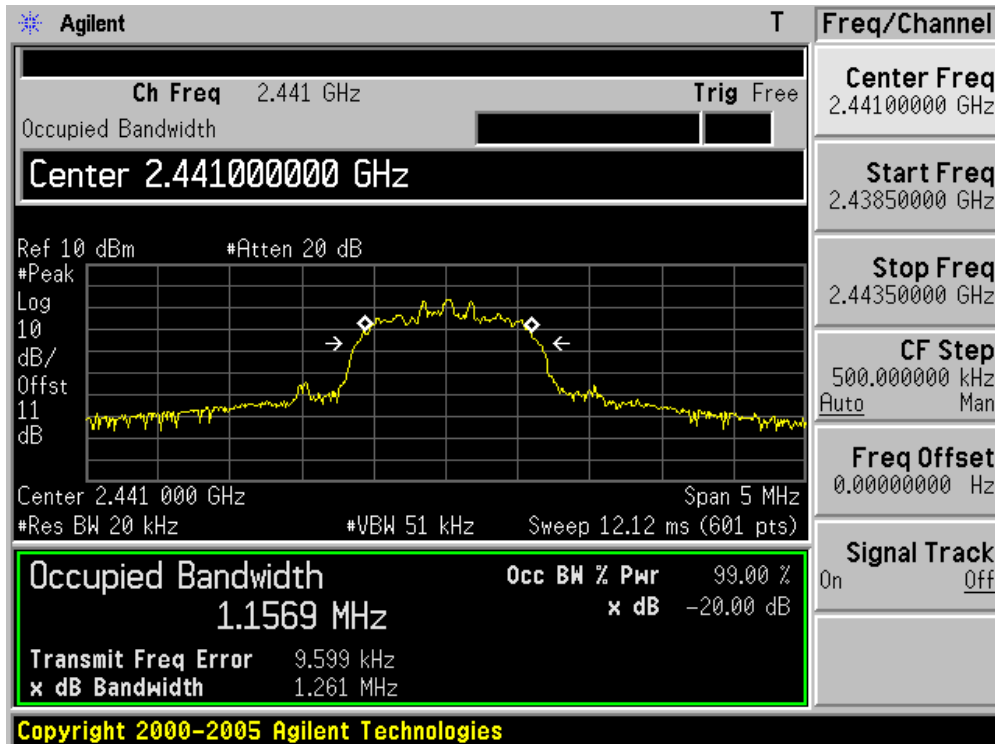 Agilent T
Ch Freq 2.441 GHz Trig Free
Occupied Bandwidth
Center 2.441000000 GHz
Ref 10 dBm #Atten 20 dB
#Peak
Log
10
dB/
Offst
11
dB
Center 2.441 000 GHz Span 5 MHz
#Res BW 20 kHz #VBW 51 kHz Sweep 12.12 ms (601 pts)
Occupied Bandwidth Occ BW % Pwr 99.00 %
1.1569 MHz x dB -20.00 dB
Transmit Freq Error 9.599 kHz
x dB Bandwidth 1.261 MHz
Copyright 2000-2005 Agilent Technologies
Freq/Channel
Center Freq
2.44100000 GHz
Start Freq
2.43850000 GHz
Stop Freq
2.44350000 GHz
CF Step
500.000000 kHz
Auto Man
Freq Offset
0.00000000 Hz
Signal Track
On Off